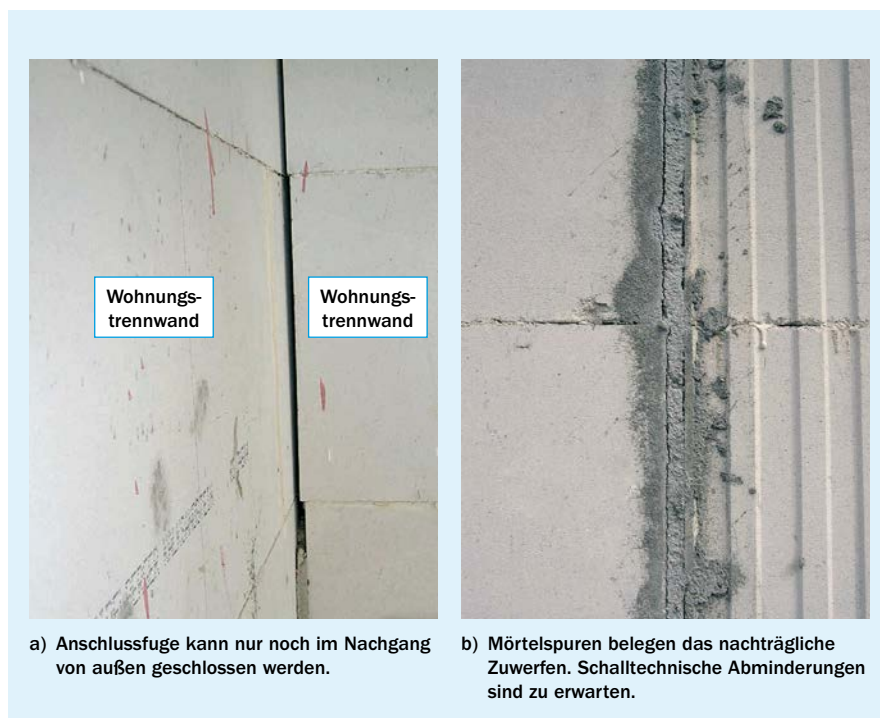 Wohnungs-
trennwand
Wohnungs-
trennwand
a) Anschlussfuge kann nur noch im Nachgang
von außen geschlossen werden.
b) Mörtelspuren belegen das nachträgliche
Zuwerfen. Schalltechnische Abminderungen
sind zu erwarten.